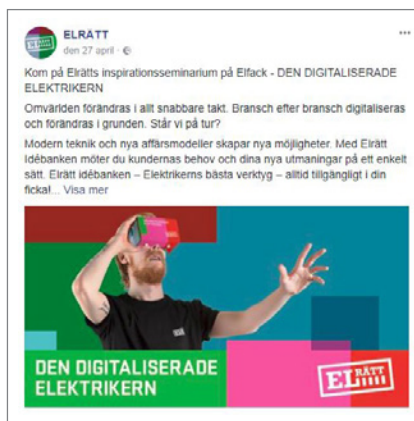 ELRÄTT
den 27 april ·
Kom på Elrätts inspirationsseminarium på Elfack - DEN DIGITALISERADE
ELEKTRIKERN
Omvärlden förändras i allt snabbare takt. Bransch efter bransch digitaliseras
och förändras i grunden. Står vi på tur?
Modern teknik och nya affärsmodeller skapar nya möjligheter. Med Elrätt
Idébanken möter du kundernas behov och dina nya utmaningar på ett enkelt
sätt. Elrätt idébanken – Elektrikerns bästa verktyg – alltid tillgängligt i din
ficka!... Visa mer
DEN DIGITALISERADE
ELEKTRIKERN
ELRÄTT